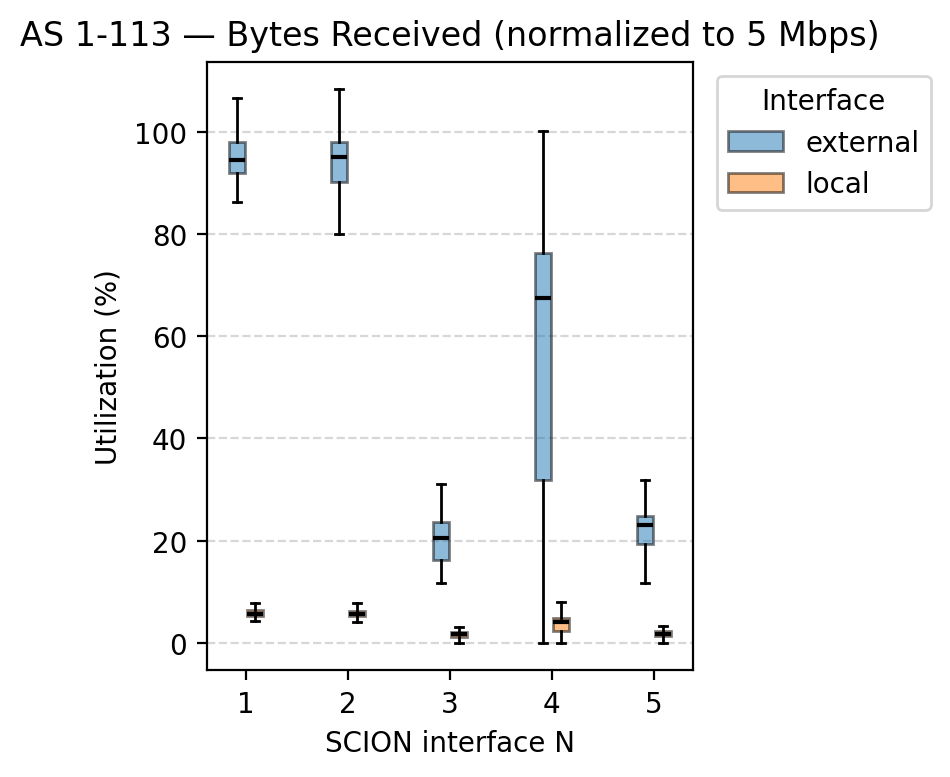 AS 1-113 — Bytes Received (normalized to 5 Mbps)
Interface
external
local
Utilization (%)
100
80
60
40
20
0
1 2 3 4 5
SCION interface N